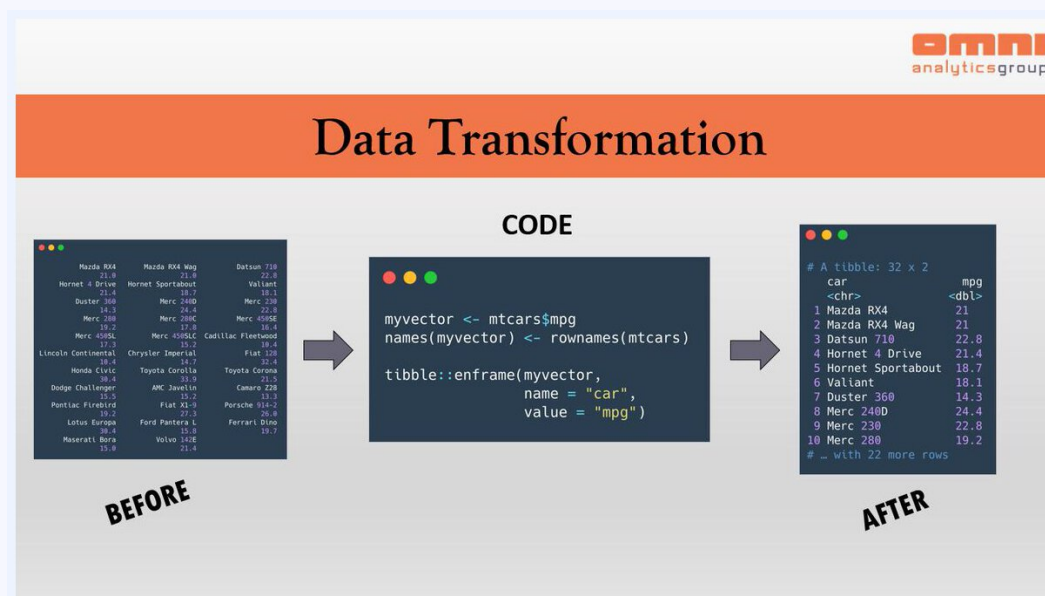 OMNI
analyticsgroup
Data Transformation
CODE
Mazda RX4 Mazda RX4 Wag Datsun 710
21.0 21.0 22.8
Hornet 4 Drive Hornet Sportabout Valiant
21.4 18.7 18.1
Duster 360 Merc 240D Merc 230
14.3 24.4 22.8
Merc 280 Merc 280C Merc 450SE
19.2 17.8 16.4
Merc 450SL Merc 450SLC Cadillac Fleetwood
17.3 15.2 10.4
Lincoln Continental Chrysler Imperial Fiat 128
10.4 14.7 32.4
Honda Civic Toyota Corolla Toyota Corona
30.4 33.9 21.5
Dodge Challenger AMC Javelin Camaro Z28
15.5 15.2 13.3
Pontiac Firebird Fiat X1-9 Porsche 914-2
19.2 27.3 26.0
Lotus Europa Ford Pantera L Ferrari Dino
30.4 15.8 19.7
Maserati Bora Volvo 142E
15.0 21.4
BEFORE
myvector <- mtcars$mpg
names(myvector) <- rownames(mtcars)
tibble::enframe(myvector,
name = "car",
value = "mpg")
# A tibble: 32 x 2
car mpg
<chr> <dbl>
1 Mazda RX4 21
2 Mazda RX4 Wag 21
3 Datsun 710 22.8
4 Hornet 4 Drive 21.4
5 Hornet Sportabout 18.7
6 Valiant 18.1
7 Duster 360 14.3
8 Merc 240D 24.4
9 Merc 230 22.8
10 Merc 280 19.2
# … with 22 more rows
AFTER